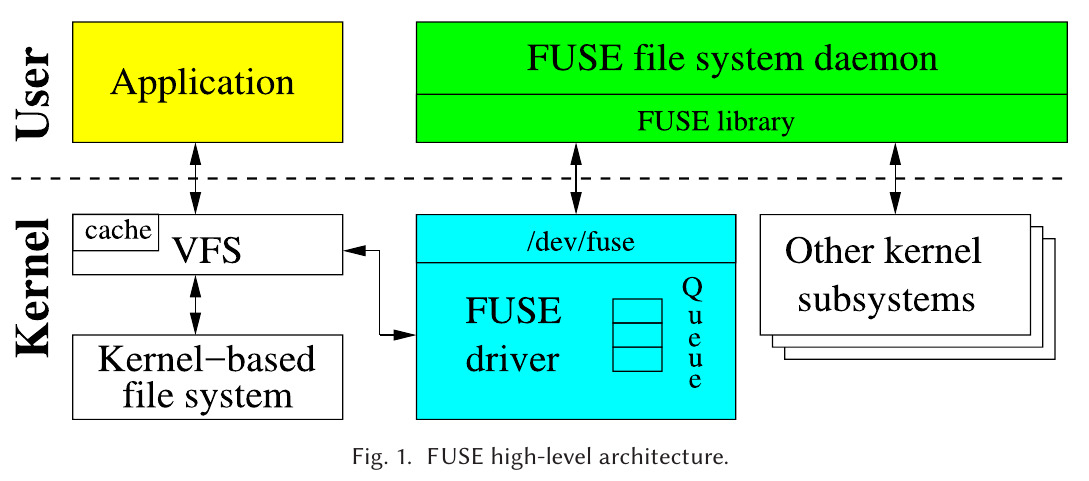 User
Application
FUSE file system daemon
FUSE library
Kernel
cache
VFS
Kernel−based
file system
/dev/fuse
FUSE
driver
Queue
Other kernel
subsystems
Fig. 1. FUSE high-level architecture.